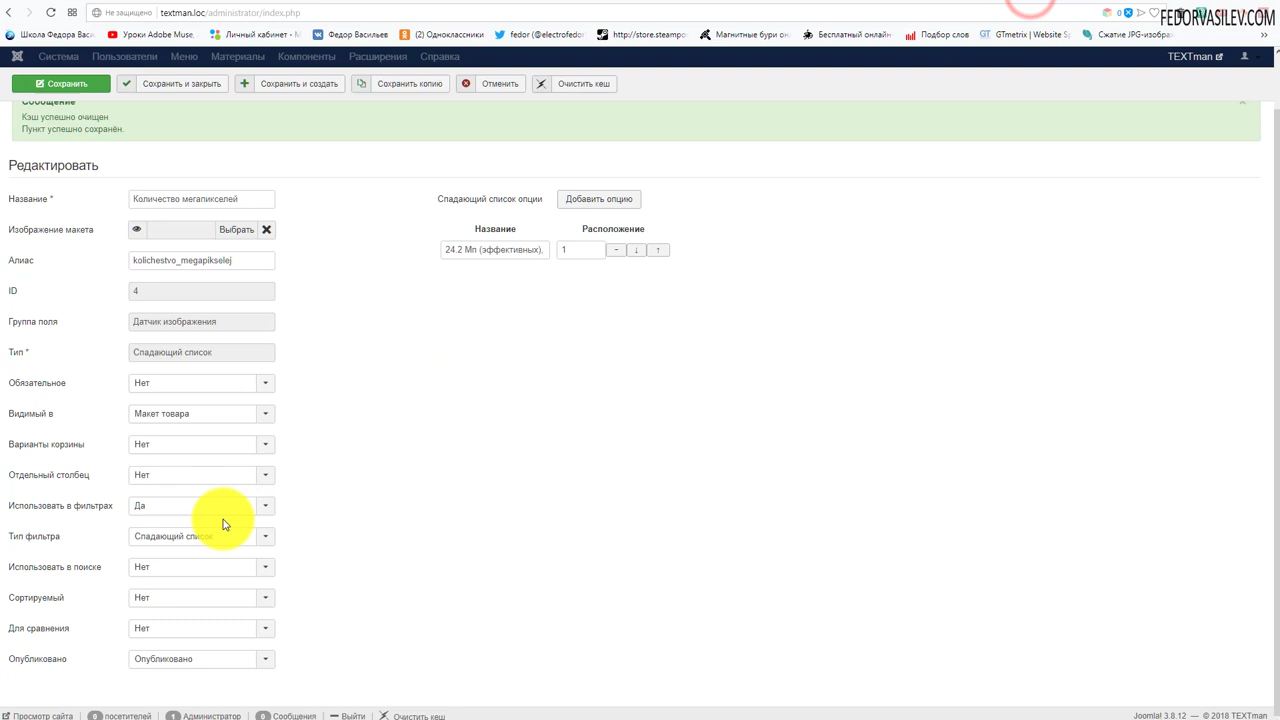 Не защищено textman.loc/administrator/index.php
FEDORVASILEV.COM
Школа Федора Васи.
Уроки Adobe Muse.
Личный кабинет - М
Федор Васильев
(2) Одноклассники
fedor (@electrofedor
http://store.steampo
Магнитные бури он
Бесплатный онлайн-
Подбор слов
GTmetrix | Website Sp
Сжатие JPG-изображ
Система Пользователи Меню Материалы Компоненты Расширения Справка TEXTman
Сохранить Сохранить и закрыть Сохранить и создать Сохранить копию Отменить Очистить кеш
Сообщение
Кэш успешно очищен
Пункт успешно сохранён.
Редактировать
Название * Количество мегапикселей
Спадающий список опции Добавить опцию
Изображение макета Выбрать
Название Расположение
24.2 Мп (эффективных), 1
Алиас kolichestvo_megapikselej
ID 4
Группа поля Датчик изображения
Тип * Спадающий список
Обязательное Нет
Видимый в Макет товара
Варианты корзины Нет
Отдельный столбец Нет
Использовать в фильтрах Да
Тип фильтра Спадающий список
Использовать в поиске Нет
Сортируемый Нет
Для сравнения Нет
Опубликовано Опубликовано
Просмотр сайта 0 посетителей 1 Администратор 0 Сообщения Выйти Очистить кеш Joomla! 3.8.12 — © 2018 TEXTman